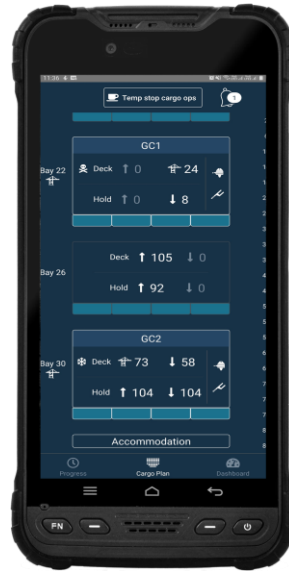 11:36
Temp stop cargo ops
1
GC1
Bay 22
Deck ↑ 0 24
Hold ↑ 0 ↓ 8
Bay 26
Deck ↑ 105 ↓ 0
Hold ↑ 92 ↓ 0
GC2
Bay 30
Deck 73 ↓ 58
Hold ↑ 104 ↓ 104
Accommodation
Progress
Cargo Plan
Dashboard
FN